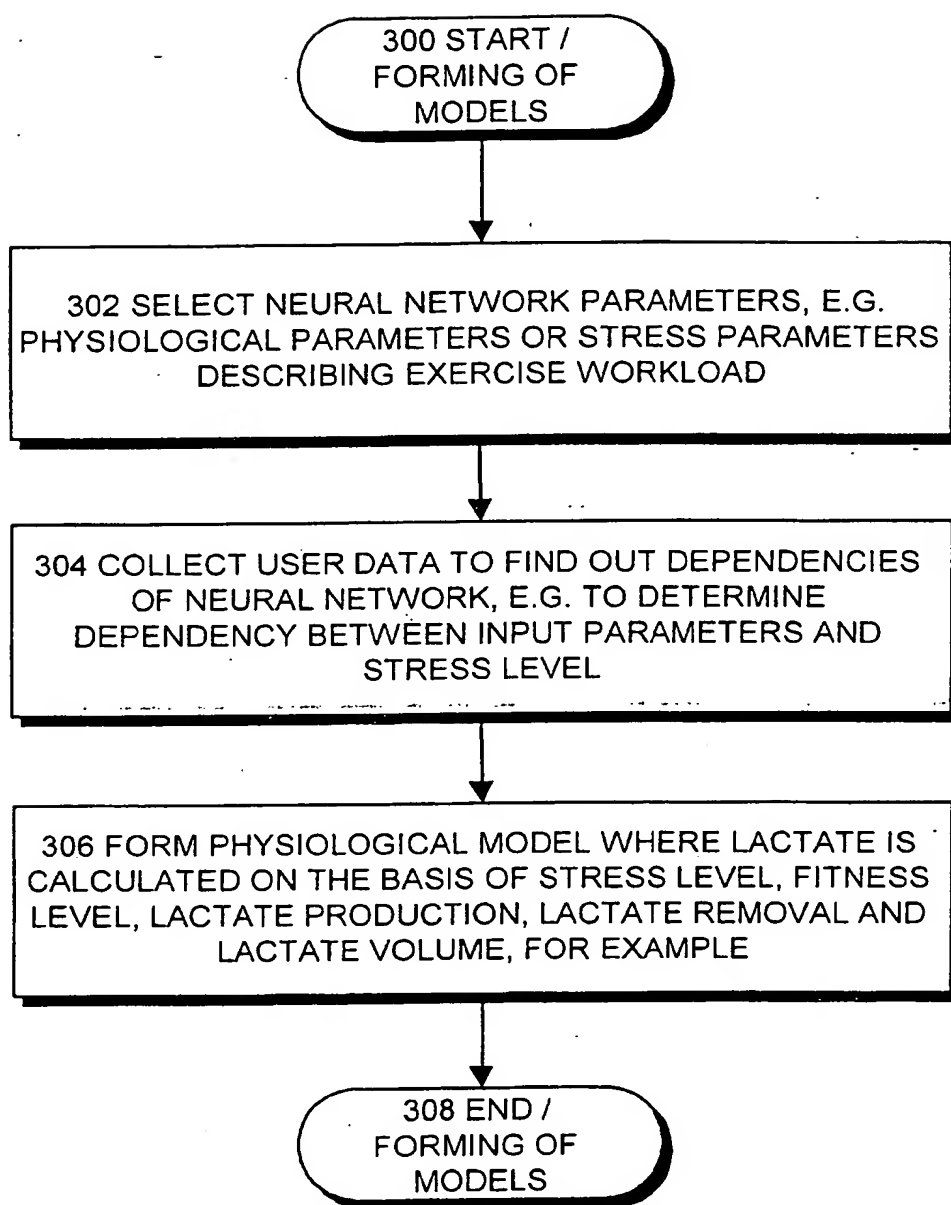 300 START /
FORMING OF
MODELS
302 SELECT NEURAL NETWORK PARAMETERS, E.G.
PHYSIOLOGICAL PARAMETERS OR STRESS PARAMETERS
DESCRIBING EXERCISE WORKLOAD
304 COLLECT USER DATA TO FIND OUT DEPENDENCIES
OF NEURAL NETWORK, E.G. TO DETERMINE
DEPENDENCY BETWEEN INPUT PARAMETERS AND
STRESS LEVEL
306 FORM PHYSIOLOGICAL MODEL WHERE LACTATE IS
CALCULATED ON THE BASIS OF STRESS LEVEL, FITNESS
LEVEL, LACTATE PRODUCTION, LACTATE REMOVAL AND
LACTATE VOLUME, FOR EXAMPLE
308 END /
FORMING OF
MODELS